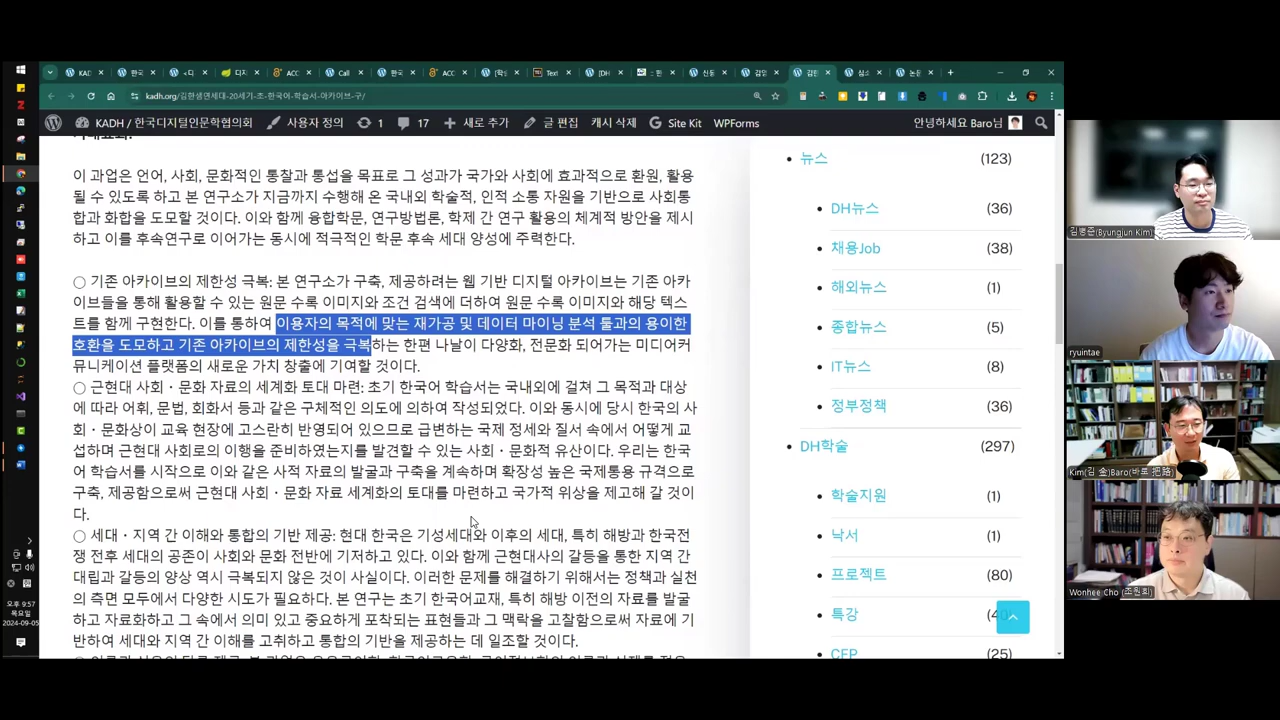 KAD
한국
<디
디지
ACC
Call
한국
ACC
[학술
Text
[DH
:: 한
신동
김일
김한
심소
논문
kadh.org/김한샘연세대-20세기-초-한국어-학습서-아카이브-구/
KADH / 한국디지털인문학협의회
사용자 정의
1
17
새로 추가
글 편집
캐시 삭제
Site Kit
WPForms
안녕하세요 Baro님
이 과업은 언어, 사회, 문화적인 통찰과 통섭을 목표로 그 성과가 국가와 사회에 효과적으로 환원, 활용
될 수 있도록 하고 본 연구소가 지금까지 수행해 온 국내외 학술적, 인적 소통 자원을 기반으로 사회통
합과 화합을 도모할 것이다. 이와 함께 융합학문, 연구방법론, 학제 간 연구 활용의 체계적 방안을 제시
하고 이를 후속연구로 이어가는 동시에 적극적인 학문 후속 세대 양성에 주력한다.
○ 기존 아카이브의 제한성 극복: 본 연구소가 구축, 제공하려는 웹 기반 디지털 아카이브는 기존 아카
이브들을 통해 활용할 수 있는 원문 수록 이미지와 조건 검색에 더하여 원문 수록 이미지와 해당 텍스
트를 함께 구현한다. 이를 통하여 이용자의 목적에 맞는 재가공 및 데이터 마이닝 분석 툴과의 용이한
호환을 도모하고 기존 아카이브의 제한성을 극복하는 한편 나날이 다양화, 전문화 되어가는 미디어커
뮤니케이션 플랫폼의 새로운 가치 창출에 기여할 것이다.
○ 근현대 사회・문화 자료의 세계화 토대 마련: 초기 한국어 학습서는 국내외에 걸쳐 그 목적과 대상
에 따라 어휘, 문법, 회화서 등과 같은 구체적인 의도에 의하여 작성되었다. 이와 동시에 당시 한국의 사
회・문화상이 교육 현장에 고스란히 반영되어 있으므로 급변하는 국제 정세와 질서 속에서 어떻게 교
섭하며 근현대 사회로의 이행을 준비하였는지를 발견할 수 있는 사회・문화적 유산이다. 우리는 한국
어 학습서를 시작으로 이와 같은 사적 자료의 발굴과 구축을 계속하며 확장성 높은 국제통용 규격으로
구축, 제공함으로써 근현대 사회・문화 자료 세계화의 토대를 마련하고 국가적 위상을 제고해 갈 것이
다.
○ 세대・지역 간 이해와 통합의 기반 제공: 현대 한국은 기성세대와 이후의 세대, 특히 해방과 한국전
쟁 전후 세대의 공존이 사회와 문화 전반에 기저하고 있다. 이와 함께 근현대사의 갈등을 통한 지역 간
대립과 갈등의 양상 역시 극복되지 않은 것이 사실이다. 이러한 문제를 해결하기 위해서는 정책과 실천
의 측면 모두에서 다양한 시도가 필요하다. 본 연구는 초기 한국어교재, 특히 해방 이전의 자료를 발굴
하고 자료화하고 그 속에서 의미 있고 중요하게 포착되는 표현들과 그 맥락을 고찰함으로써 자료에 기
반하여 세대와 지역 간 이해를 고취하고 통합의 기반을 제공하는 데 일조할 것이다.
뉴스 (123)
DH뉴스 (36)
채용Job (38)
해외뉴스 (1)
종합뉴스 (5)
IT뉴스 (8)
정부정책 (36)
DH학술 (297)
학술지원 (1)
낙서 (1)
프로젝트 (80)
특강
CFP (25)
오후 9:57
목요일
2024-09-05
김병준(Byungjun Kim)
ryuintae
Kim(김 金)Baro(바로 把路)
Wonhee Cho (조원희)